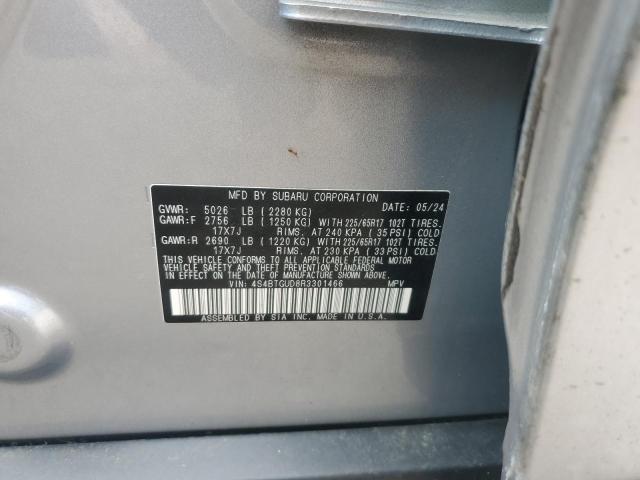 MFD BY SUBARU CORPORATION 05/24
GVWR: 5026 LB (2280 KG)
GAWR:F 2756 LB (1250 KG) WITH 225/65R17 102T TIRES.
17X7J RIMS. AT 240 KPA (35 PSI) COLD
GAWR:R 2690 LB (1220 KG) WITH 225/65R17 102T TIRES.
17X7J RIMS. AT 230 KPA (33 PSI) COLD.
THIS VEHICLE CONFORMS TO ALL APPLICABLE FEDERAL MOTOR
VEHICLE SAFETY AND THEFT PREVENTION STANDARDS
IN EFFECT ON THE DATE OF MANUFACTURE SHOWN ABOVE.
VIN: 4S4BTGUD8R3301466 MPV
ASSEMBLED BY SIA INC. MADE IN U.S.A.